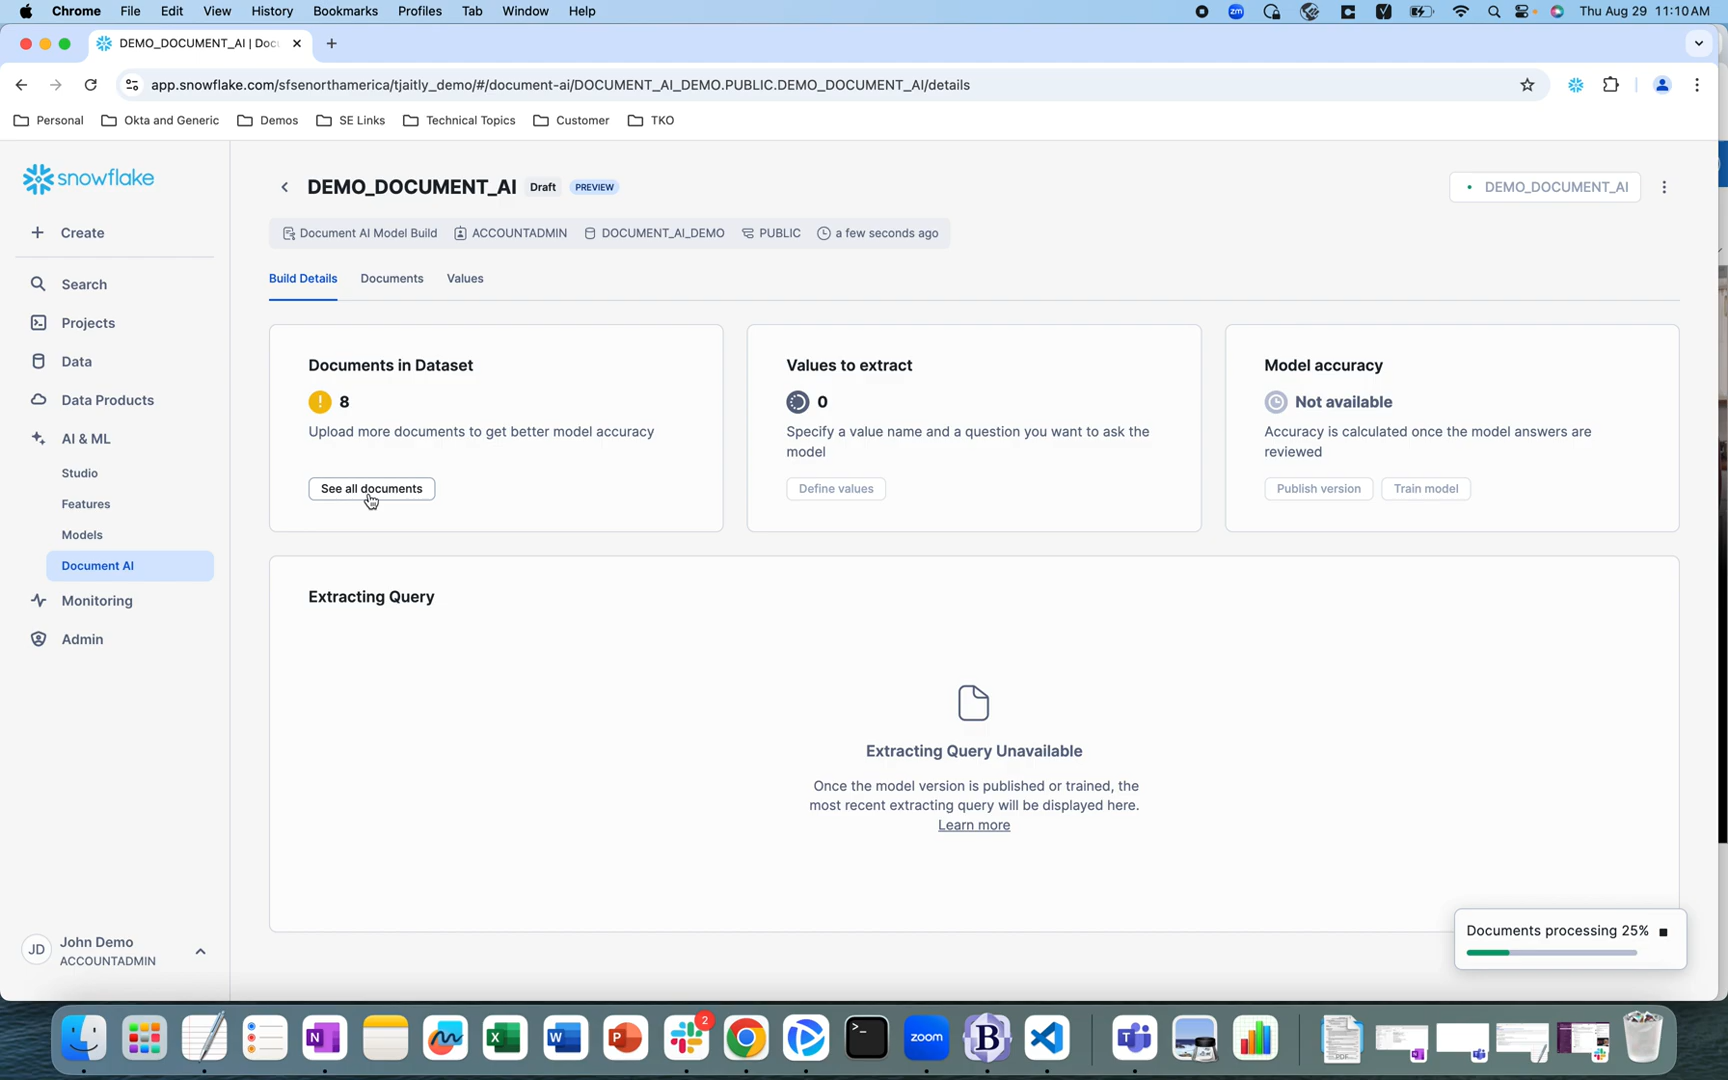 Chrome File Edit View History Bookmarks Profiles Tab Window Help
zm Thu Aug 29 11:10 AM
DEMO_DOCUMENT_AI | Doc
app.snowflake.com/sfsenorthamerica/tjaitly_demo/#/document-ai/DOCUMENT_AI_DEMO.PUBLIC.DEMO_DOCUMENT_AI/details
Personal Okta and Generic Demos SE Links Technical Topics Customer TKO
snowflake
Create
Search
Projects
Data
Data Products
AI & ML
Studio
Features
Models
Document AI
Monitoring
Admin
JD John Demo
ACCOUNTADMIN
DEMO_DOCUMENT_AI Draft PREVIEW
DEMO_DOCUMENT_AI
Document AI Model Build ACCOUNTADMIN DOCUMENT_AI_DEMO PUBLIC a few seconds ago
Build Details Documents Values
Documents in Dataset
8
Upload more documents to get better model accuracy
See all documents
Values to extract
0
Specify a value name and a question you want to ask the
model
Define values
Model accuracy
Not available
Accuracy is calculated once the model answers are
reviewed
Publish version Train model
Extracting Query
Extracting Query Unavailable
Once the model version is published or trained, the
most recent extracting query will be displayed here.
Learn more
Documents processing 25%
N X W P 2 zoom B
PDF